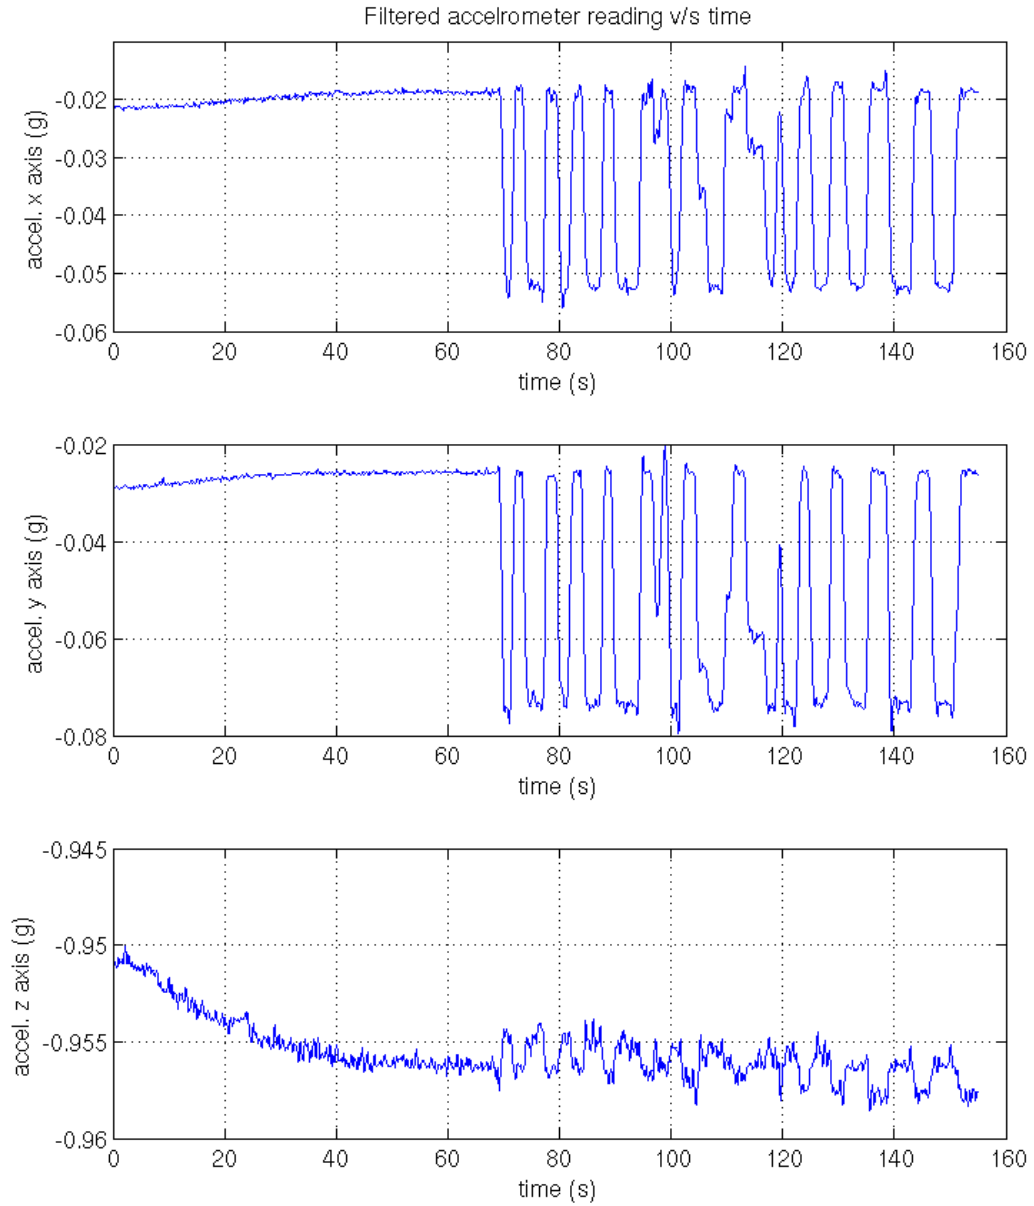 Filtered accelrometer reading v/s time
accel. x axis (g)
-0.02
-0.03
-0.04
-0.05
-0.06
0 20 40 60 80 100 120 140 160
time (s)
accel. y axis (g)
-0.02
-0.04
-0.06
-0.08
0 20 40 60 80 100 120 140 160
time (s)
accel. z axis (g)
-0.945
-0.95
-0.955
-0.96
0 20 40 60 80 100 120 140 160
time (s)